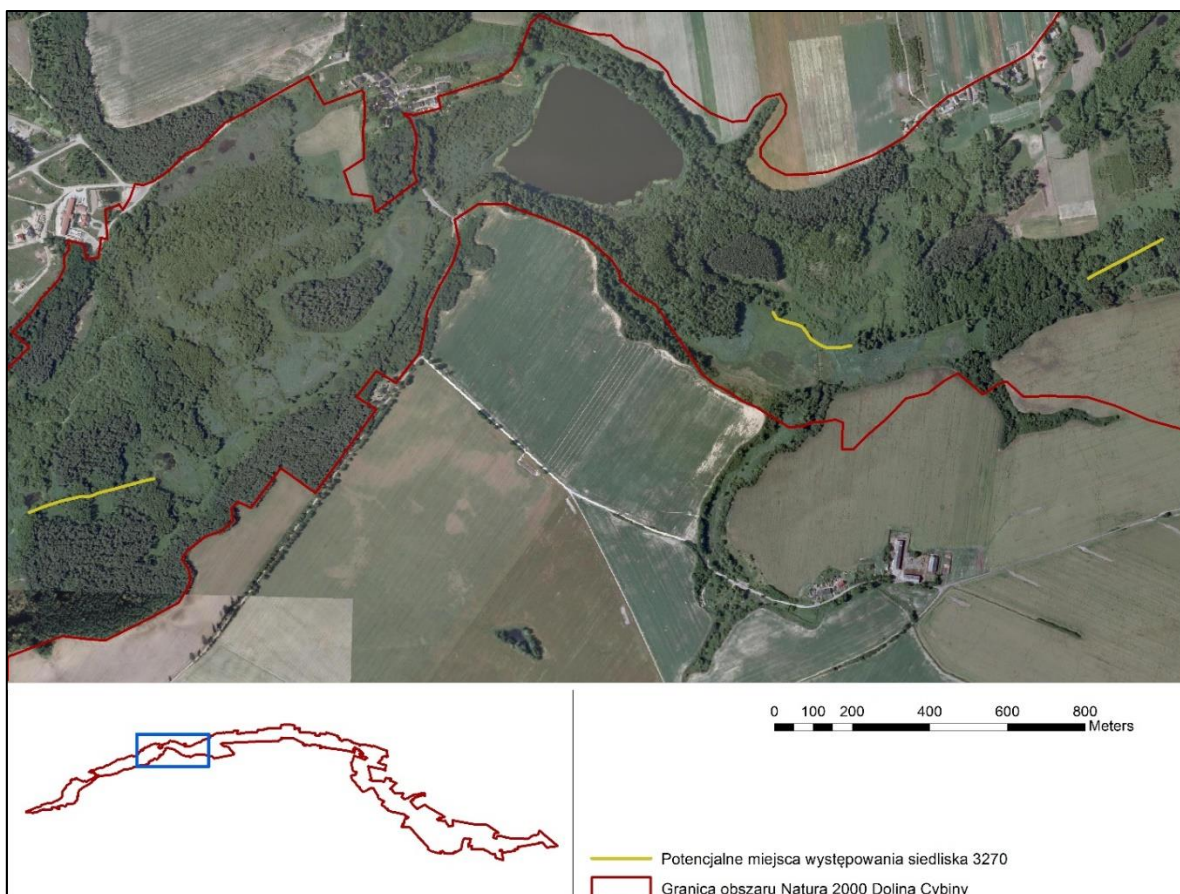 0 100 200 400 600 800
Meters
Potencjalne miejsca występowania siedliska 3270
Granica obszaru Natura 2000 Dolina Cybiny